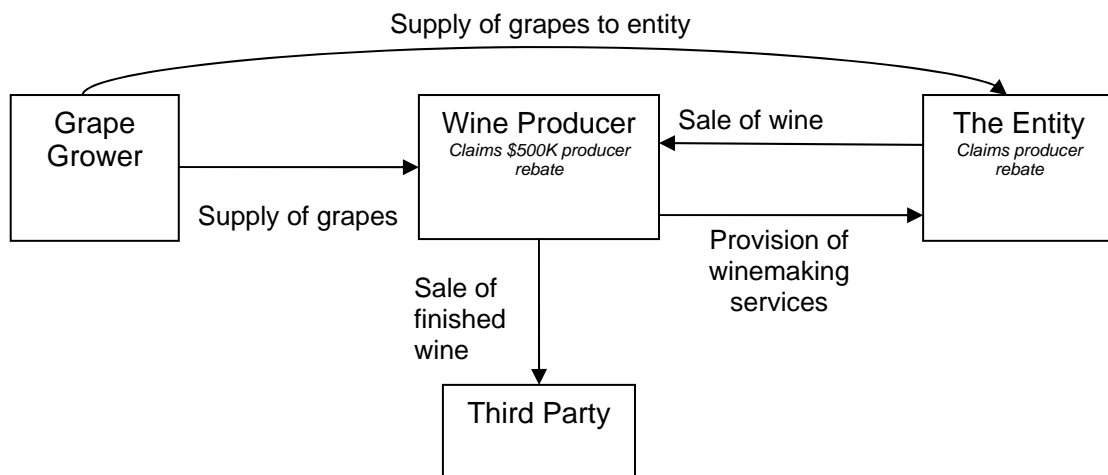 Supply of grapes to entity
Grape
Grower
Wine Producer
Claims $500K producer
rebate
Sale of wine
The Entity
Claims producer
rebate
Supply of grapes
Provision of
winemaking
services
Sale of
finished
wine
Third Party